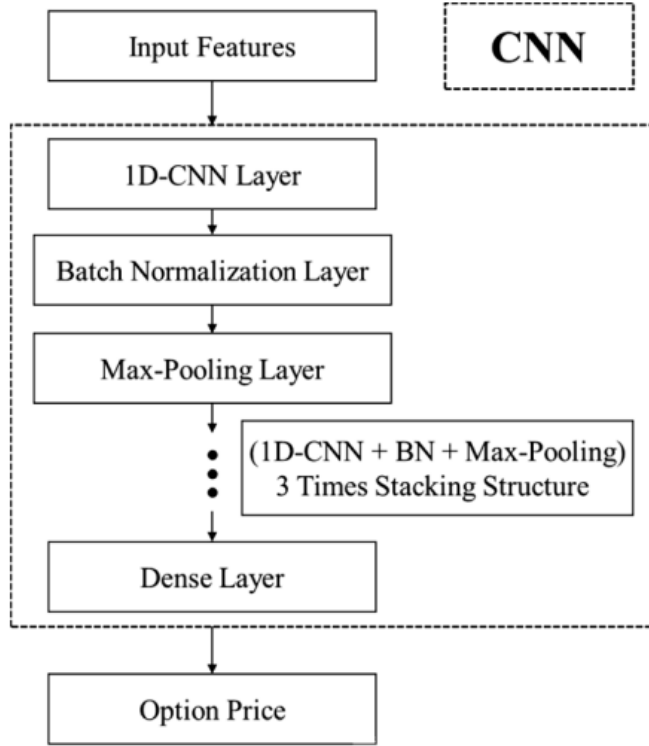 Input Features
CNN
1D-CNN Layer
Batch Normalization Layer
Max-Pooling Layer
(1D-CNN + BN + Max-Pooling)
3 Times Stacking Structure
Dense Layer
Option Price